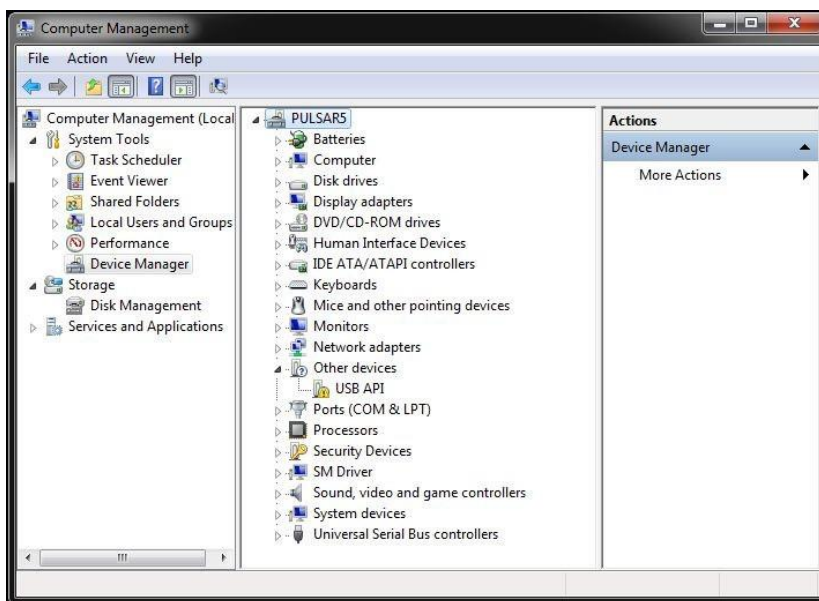 Computer Management
File Action View Help
Computer Management (Local
System Tools
Task Scheduler
Event Viewer
Shared Folders
Local Users and Groups
Performance
Device Manager
Storage
Disk Management
Services and Applications
PULSAR5
Batteries
Computer
Disk drives
Display adapters
DVD/CD-ROM drives
Human Interface Devices
IDE ATA/ATAPI controllers
Keyboards
Mice and other pointing devices
Monitors
Network adapters
Other devices
USB API
Ports (COM & LPT)
Processors
Security Devices
SM Driver
Sound, video and game controllers
System devices
Universal Serial Bus controllers
Actions
Device Manager
More Actions